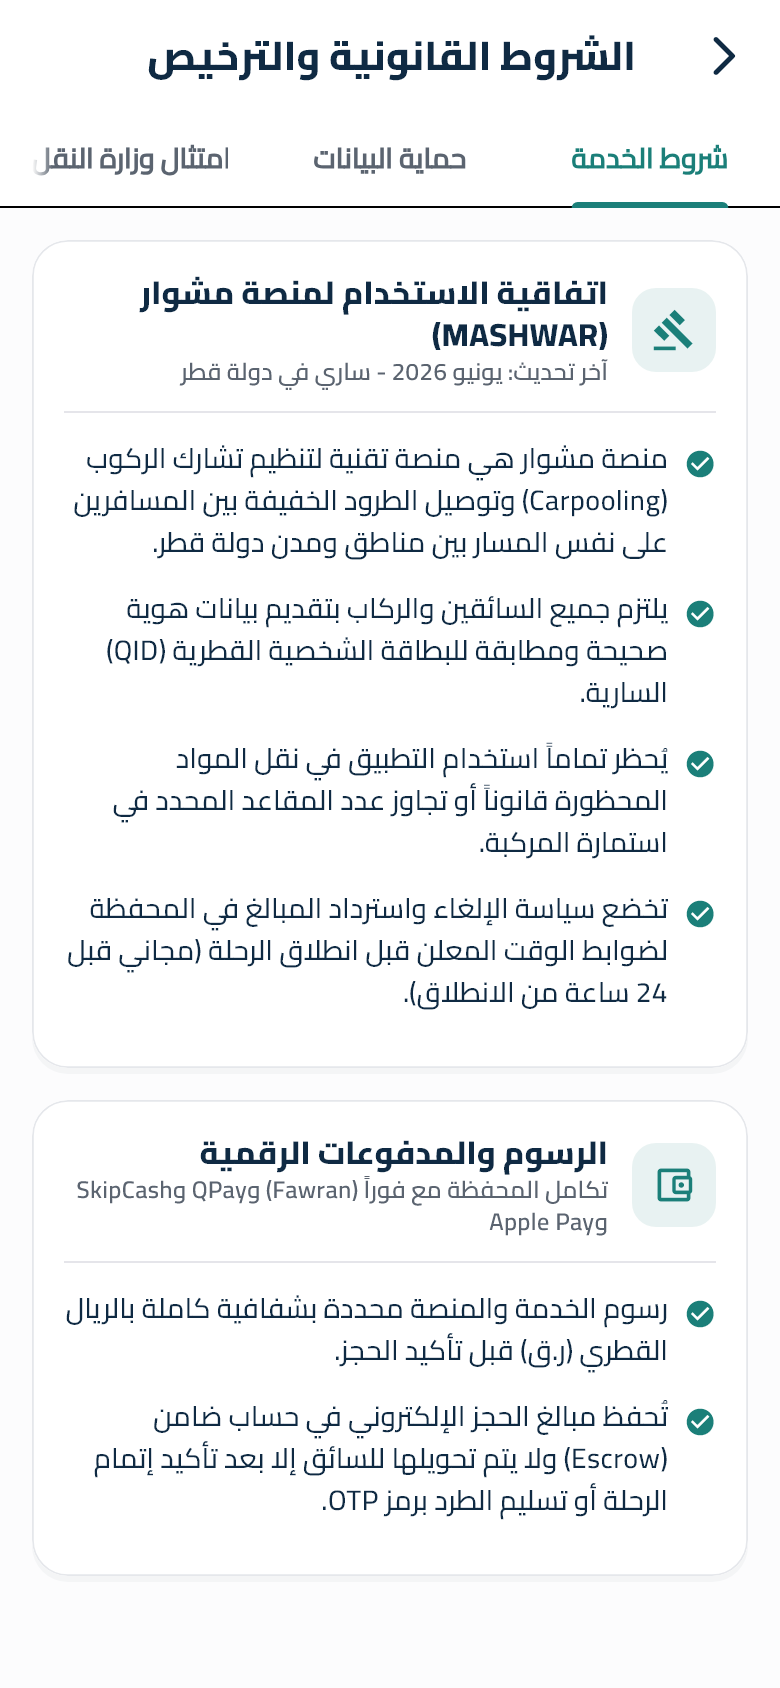 الشروط القانونية والترخيص
شروط الخدمة
حماية البيانات
امتثال وزارة النقل
اتفاقية الاستخدام لمنصة مشوار
(MASHWAR)
آخر تحديث: يونيو 2026 - ساري في دولة قطر
منصة مشوار هي منصة تقنية لتنظيم تشارك الركوب
(Carpooling) وتوصيل الطرود الخفيفة بين المسافرين
على نفس المسار بين مناطق ومدن دولة قطر.
يلتزم جميع السائقين والركاب بتقديم بيانات هوية
صحيحة ومطابقة للبطاقة الشخصية القطرية (QID)
السارية.
يُحظر تماماً استخدام التطبيق في نقل المواد
المحظورة قانوناً أو تجاوز عدد المقاعد المحدد في
استمارة المركبة.
تخضع سياسة الإلغاء واسترداد المبالغ في المحفظة
لضوابط الوقت المعلن قبل انطلاق الرحلة (مجاني قبل
24 ساعة من الانطلاق).
الرسوم والمدفوعات الرقمية
تكامل المحفظة مع فوراً (Fawran) وQPay وSkipCash
وApple Pay
رسوم الخدمة والمنصة محددة بشفافية كاملة بالريال
القطري (ر.ق) قبل تأكيد الحجز.
تُحفظ مبالغ الحجز الإلكتروني في حساب ضامن
(Escrow) ولا يتم تحويلها للسائق إلا بعد تأكيد إتمام
الرحلة أو تسليم الطرد برمز OTP.